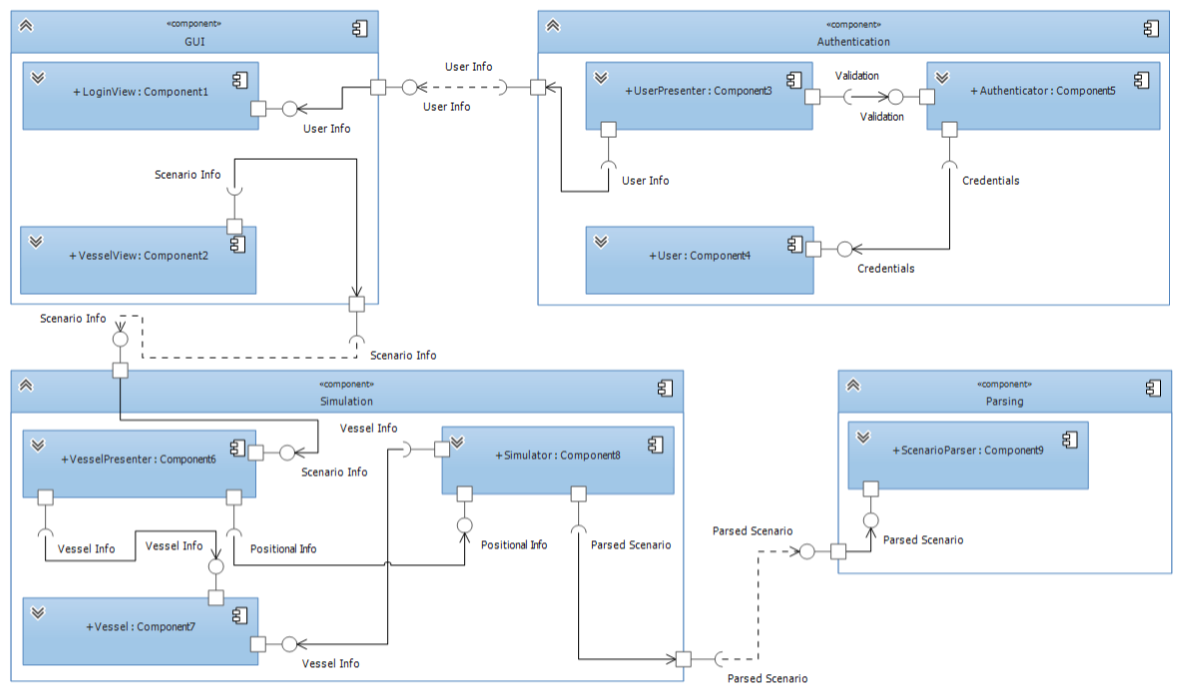 «component»
GUI
+ LoginView : Component1
User Info
Scenario Info
+ VesselView: Component2
User Info
User Info
«component»
Authentication
+ UserPresenter : Component3
Validation
Validation
+ Authenticator : Component5
User Info
Credentials
+User : Component4
Credentials
Scenario Info
Scenario Info
«component»
Simulation
+ VesselPresenter : Component6
Scenario Info
Vessel Info
+ Simulator : Component8
Vessel Info
Vessel Info
Positional Info
Positional Info
Parsed Scenario
+ Vessel : Component7
Vessel Info
«component»
Parsing
+ ScenarioParser : Component9
Parsed Scenario
Parsed Scenario
Parsed Scenario